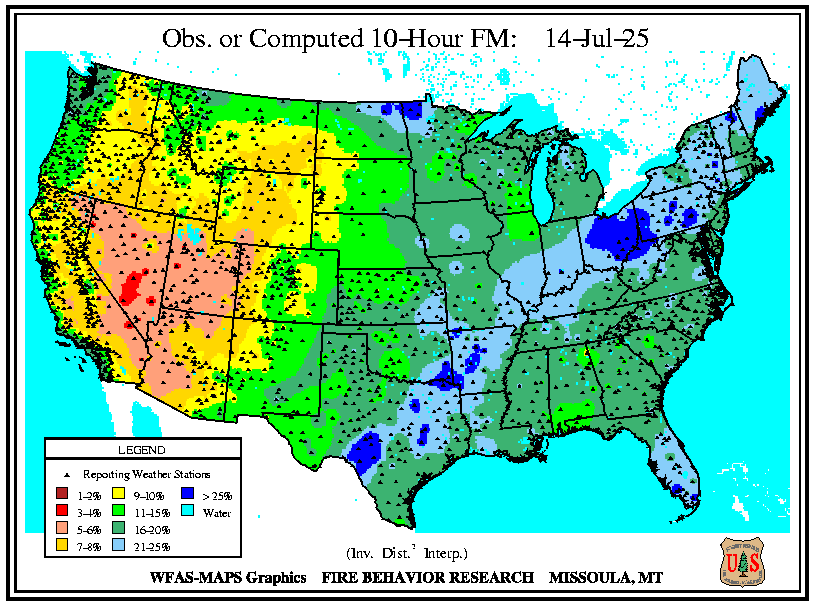 Obs. or Computed 10-Hour FM: 14-Jul-25
LEGEND
Reporting Weather Stations
1-2% 9-10% > 25%
3-4% 11-15% Water
5-6% 16-20%
7-8% 21-25%
(Inv. Dist.² Interp.)
WFAS-MAPS Graphics FIRE BEHAVIOR RESEARCH MISSOULA, MT
U S